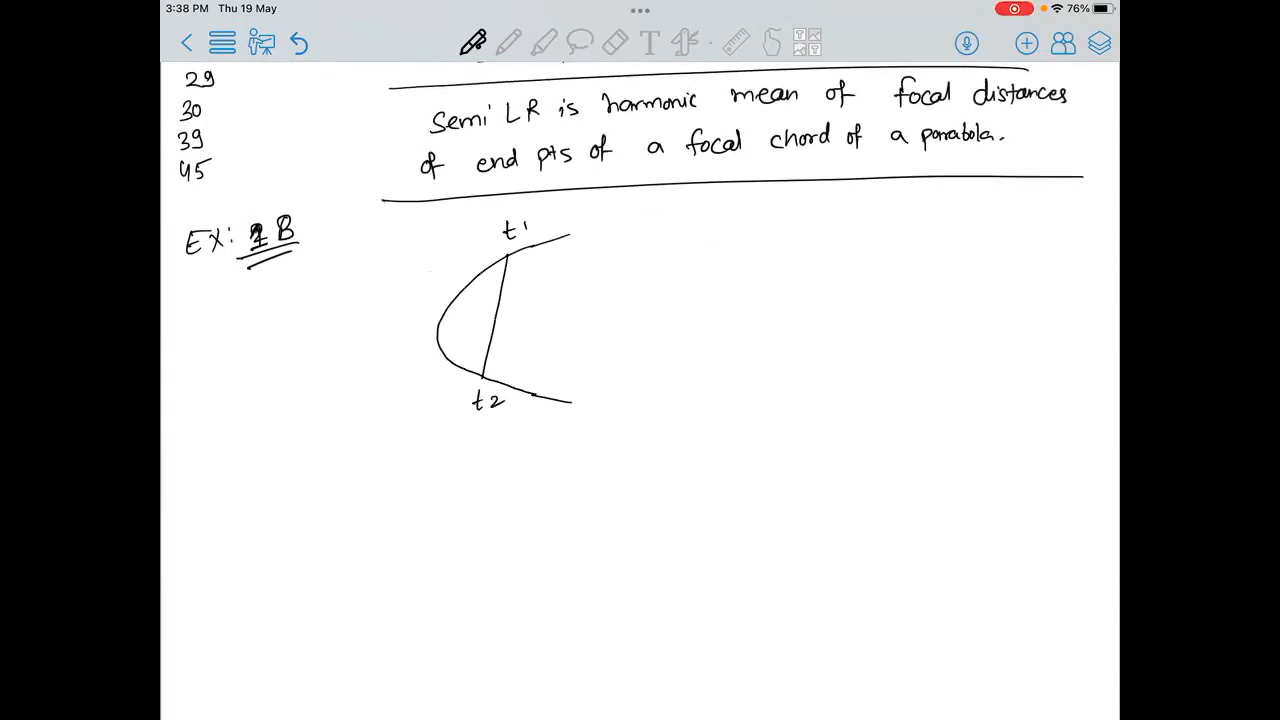 3:38 PM Thu 19 May
76%
29
30
39
45
Semi LR is harmonic mean of focal distances
of end pts of a focal chord of a parabola.
EX: 2B
t1
t2